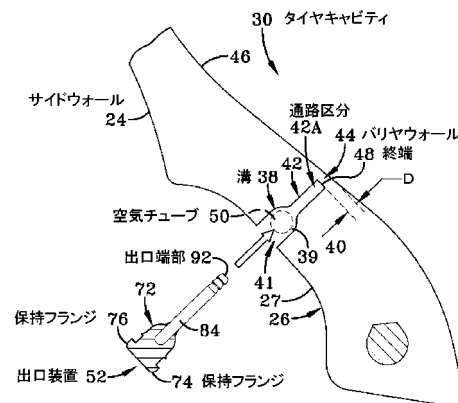 30 タイヤキャビティ
46
サイドウォール
24
通路区分
42A
44 バリヤウォール
42
48 終端
溝 38
D
空気チューブ 50
40
出口端部 92
39
41
27
26
72
保持フランジ
76
84
出口装置 52
74 保持フランジ